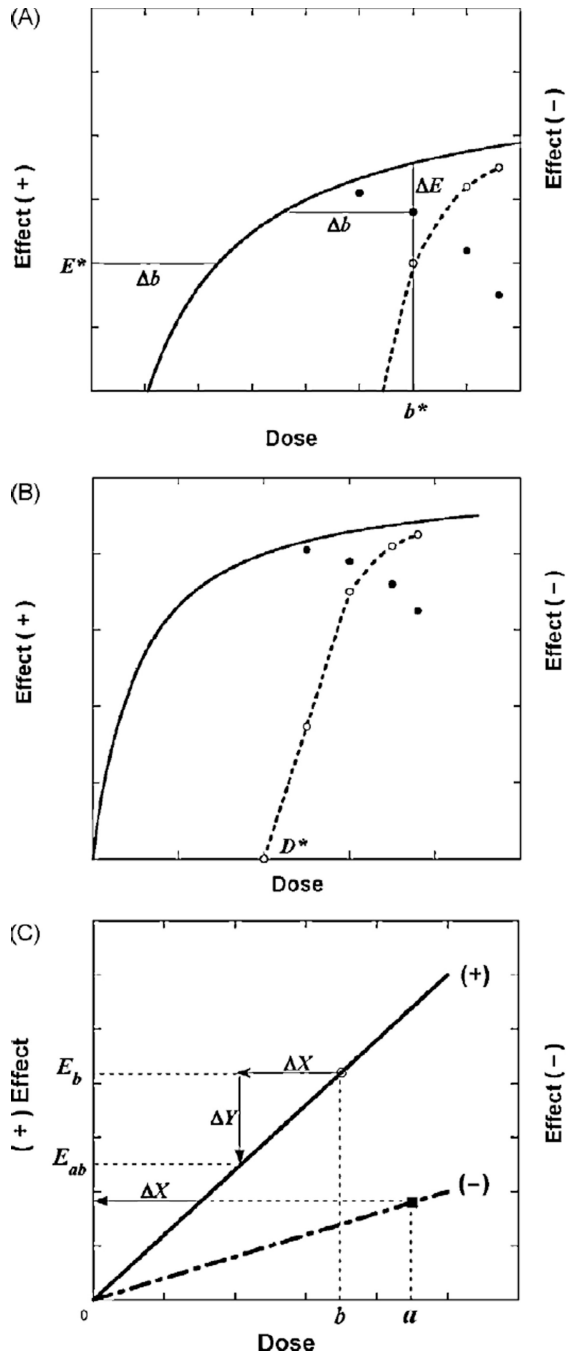 (A)
Effect (+)
Effect (−)
ΔE
Δb
E*
Δb
b*
Dose
(B)
Effect (+)
Effect (−)
D*
Dose
(C)
(+)
(+) Effect
Effect (−)
E_b
ΔX
ΔY
E_ab
ΔX
(−)
0
b
a
Dose